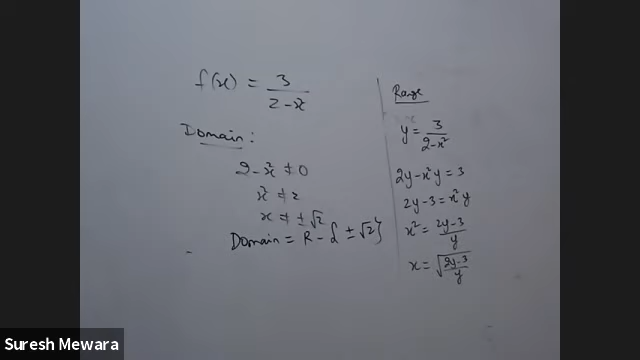 f(x) = 3 / 2 - x²
Domain:
2 - x² ≠ 0
x² ≠ 2
x ≠ ± √2
Domain = R - { ± √2 }
Range
y = 3 / 2 - x²
2y - x²y = 3
2y - 3 = x²y
x² = 2y-3 / y
x = √(2y-3 / y)
Suresh Mewara